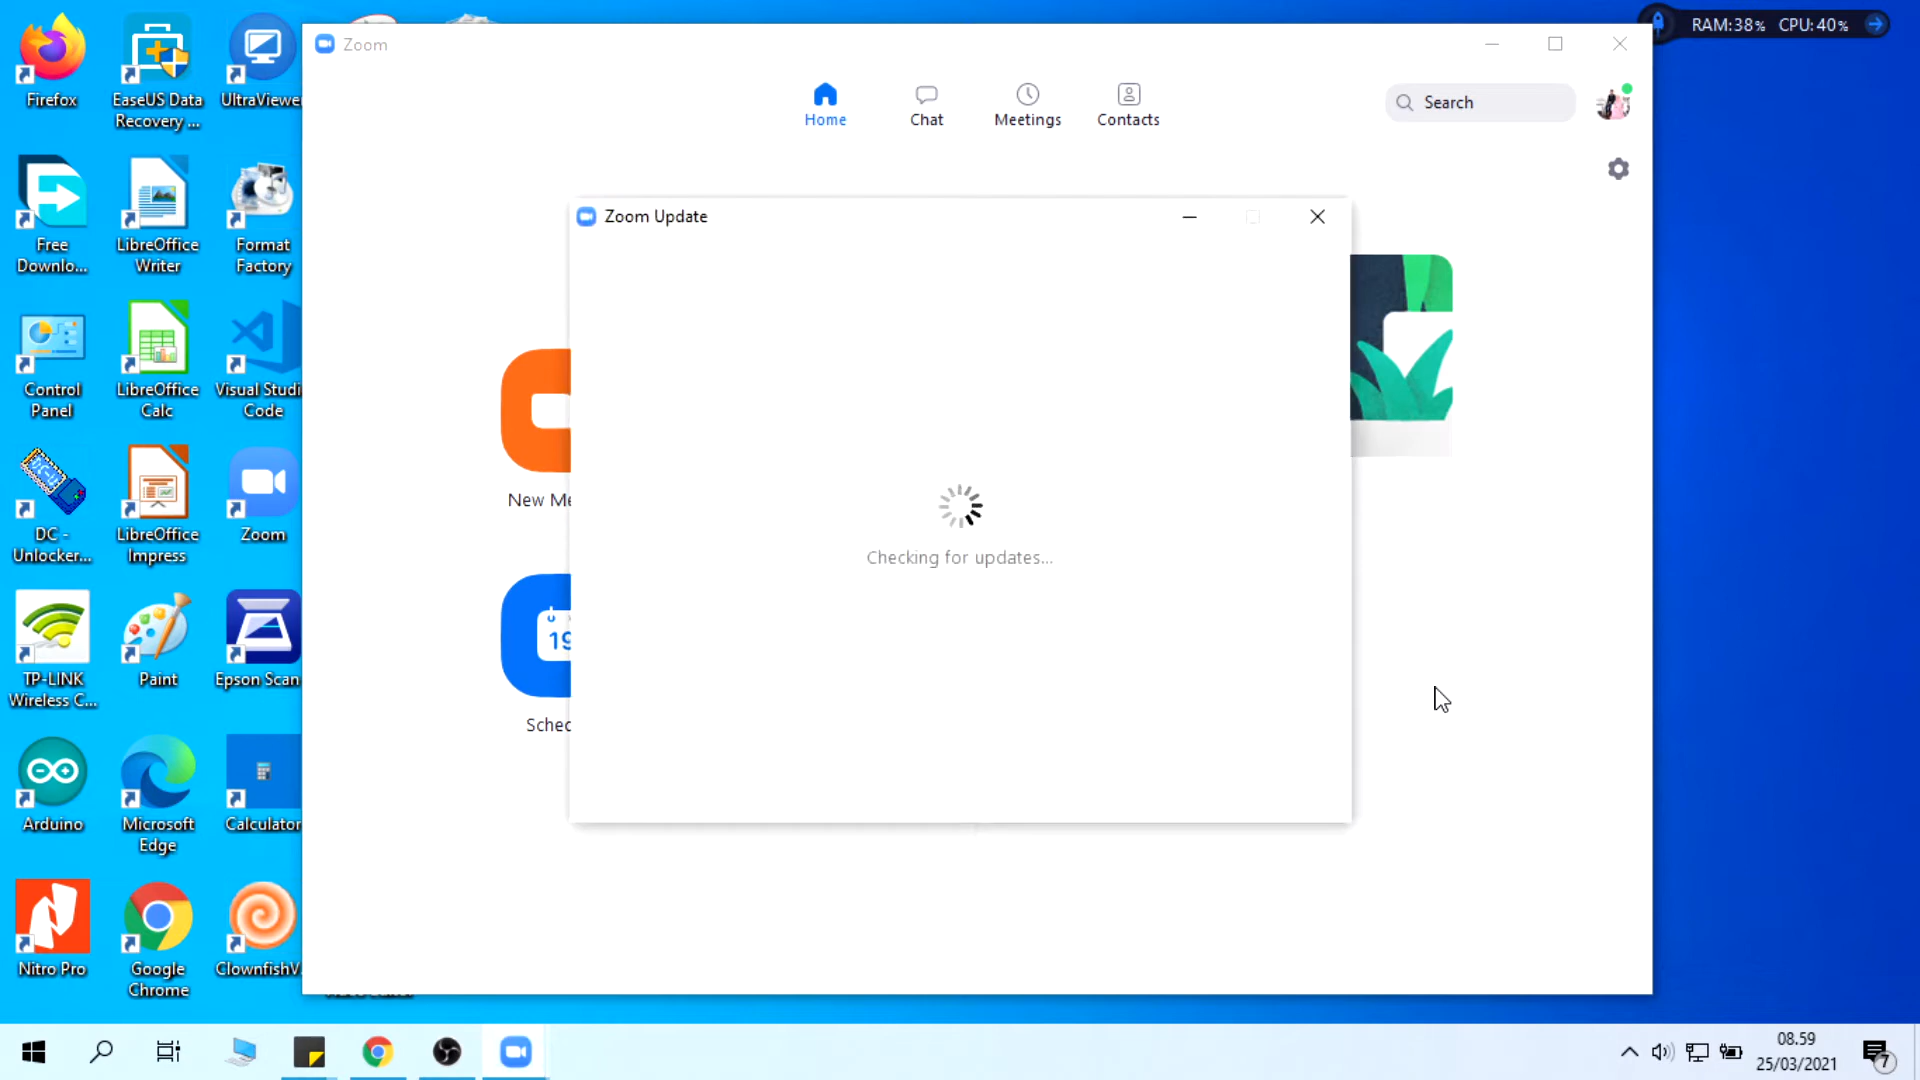 RAM:38% CPU:40%
Zoom
Home
Chat
Meetings
Contacts
Search
Zoom Update
Checking for updates...
New Me
19
Sched
Firefox
EaseUS Data
Recovery ...
UltraViewer
Free
Downlo...
LibreOffice
Writer
Format
Factory
Control
Panel
LibreOffice
Calc
Visual Studi
Code
DC -
Unlocker...
LibreOffice
Impress
Zoom
TP-LINK
Wireless C...
Paint
Epson Scan
Arduino
Microsoft
Edge
Calculator
Nitro Pro
Google
Chrome
ClownfishV
08.59
25/03/2021
7